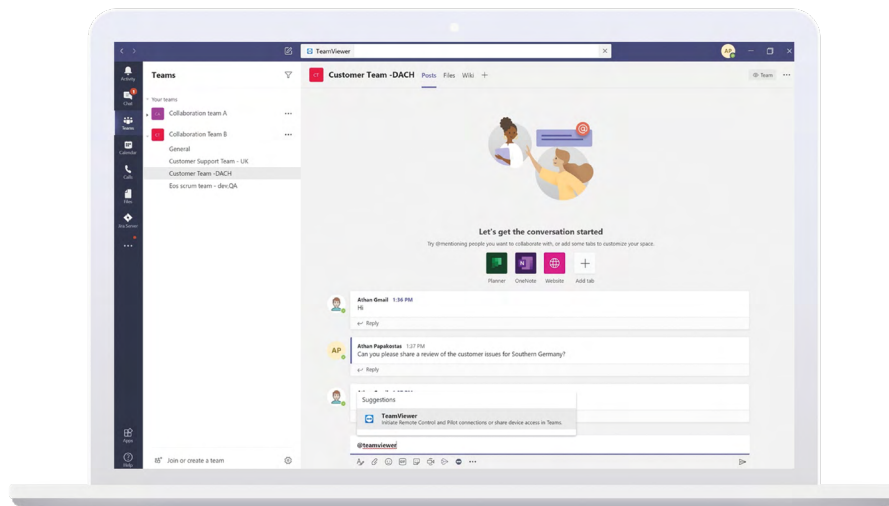 TeamViewer
AP
Activity
Chat
Teams
Calendar
Calls
Files
Apps
Help
Teams
Your teams
Collaboration team A
Collaboration Team B
General
Customer Support Team - UK
Customer Team -DACH
Eos scrum team - dev.QA
Join or create a team
CT Customer Team -DACH Posts Files Wiki +
Team
Let's get the conversation started
Try @mentioning people you want to collaborate with, or add some tabs to customize your space.
Planner OneNote Website Add tab
Athan Gmail 1:36 PM
Hi
Reply
AP
Athan Papakostas 1:37 PM
Can you please share a review of the customer issues for Southern Germany?
Reply
Suggestions
TeamViewer
Initiate Remote Control and Pilot connections or share device access in Teams
@teamviewer